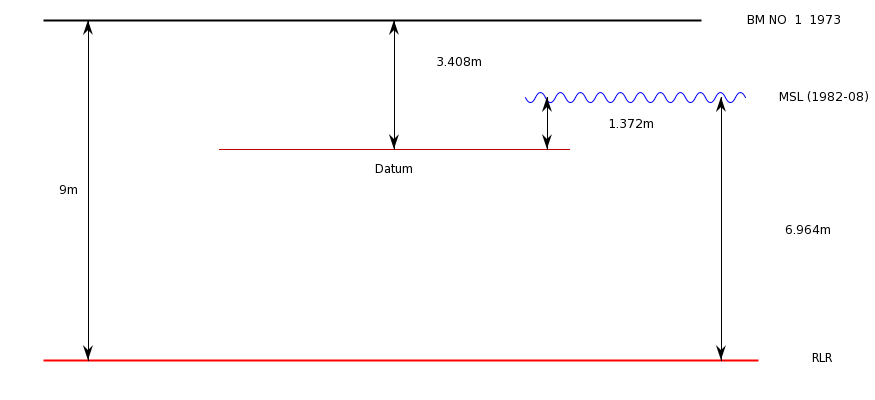 BM NO 1 1973
3.408m
MSL (1982-08)
1.372m
Datum
9m
6.964m
RLR